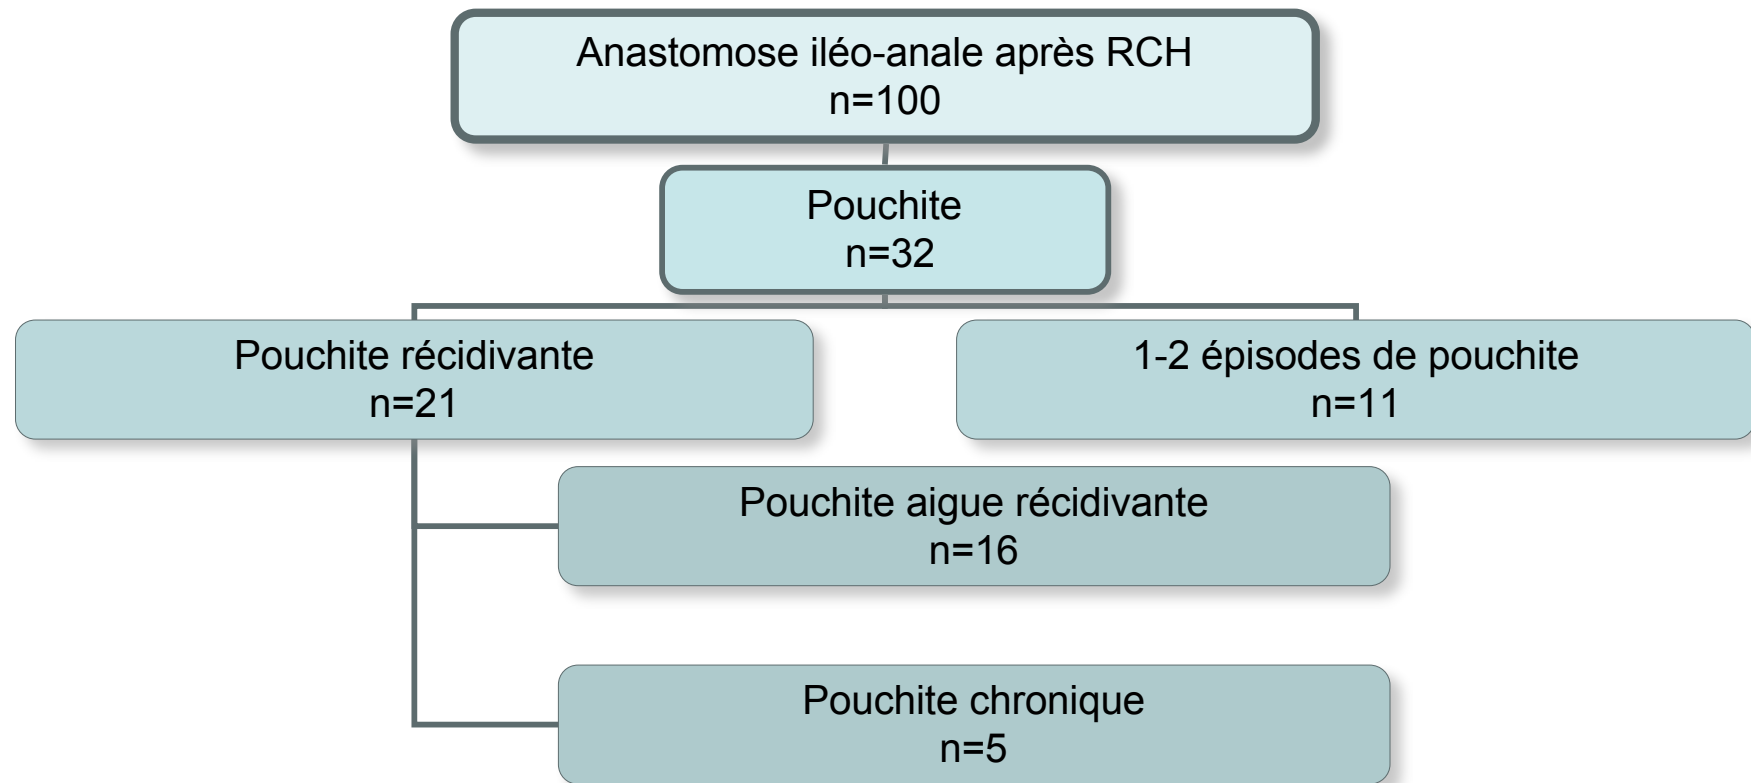 Anastomose iléo-anale après RCH
n=100
Pouchite
n=32
Pouchite récidivante
n=21
1-2 épisodes de pouchite
n=11
Pouchite aigue récidivante
n=16
Pouchite chronique
n=5